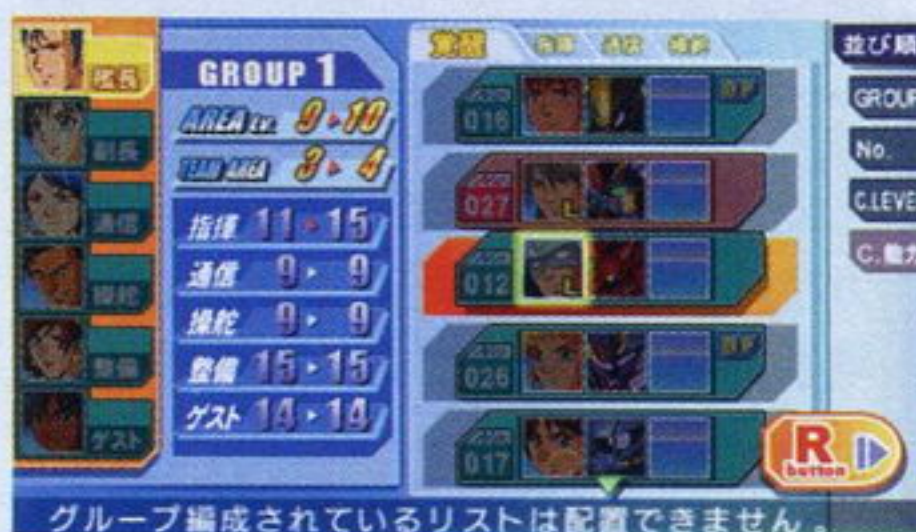 艦長
副長
通信
操舵
整備
ゲスト
GROUP 1
AREA Lv. 9 ▸ 10
TEAM AREA 3 ▸ 4
指揮 11 ▸ 15
通信 9 ▸ 9
操舵 9 ▸ 9
整備 15 ▸ 15
ゲスト 14 ▸ 14
覚醒 指揮 通信 操舵
016
027 L
012 L
026
017
並び順
GROUP
No.
C.LEVE
C.能力
R
button
グループ編成されているリストは配置できません